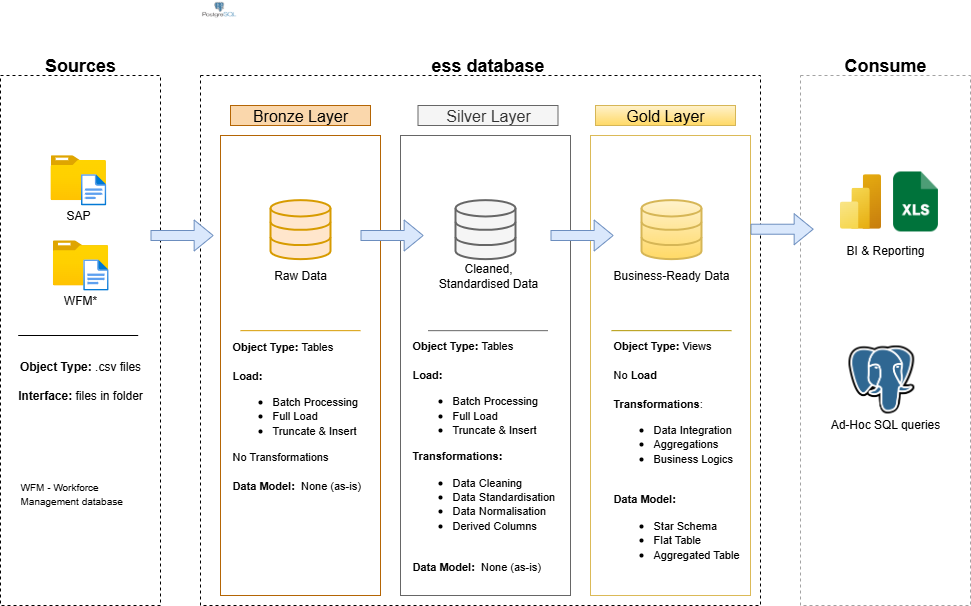 PostgreSQL
Sources
SAP
WFM*
Object Type: .csv files
Interface: files in folder
WFM - Workforce
Management database
ess database
Bronze Layer
Raw Data
Object Type: Tables
Load:
Batch Processing
Full Load
Truncate & Insert
No Transformations
Data Model: None (as-is)
Silver Layer
Cleaned,
Standardised Data
Object Type: Tables
Load:
Batch Processing
Full Load
Truncate & Insert
Transformations:
Data Cleaning
Data Standardisation
Data Normalisation
Derived Columns
Data Model: None (as-is)
Gold Layer
Business-Ready Data
Object Type: Views
No Load
Transformations:
Data Integration
Aggregations
Business Logics
Data Model:
Star Schema
Flat Table
Aggregated Table
Consume
XLS
BI & Reporting
Ad-Hoc SQL queries